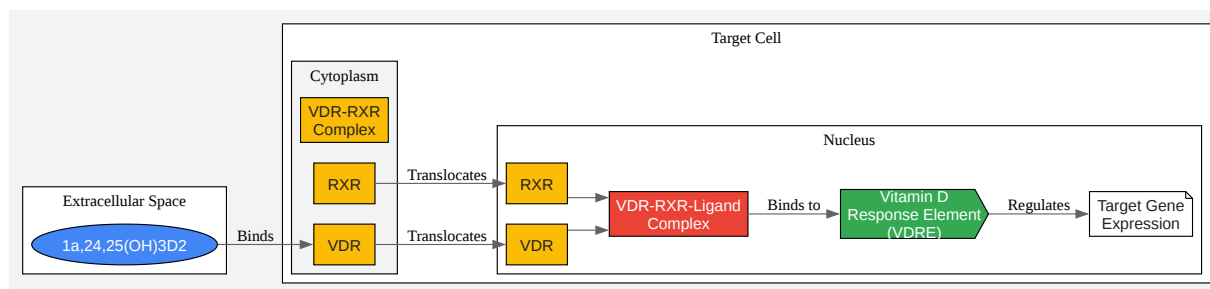 Target Cell
Cytoplasm
VDR-RXR
Complex
Nucleus
RXR
Translocates
RXR
Extracellular Space
1a,24,25(OH)3D2
Binds
VDR
Translocates
VDR
VDR-RXR-Ligand
Complex
Binds to
Vitamin D
Response Element
(VDRE)
Regulates
Target Gene
Expression